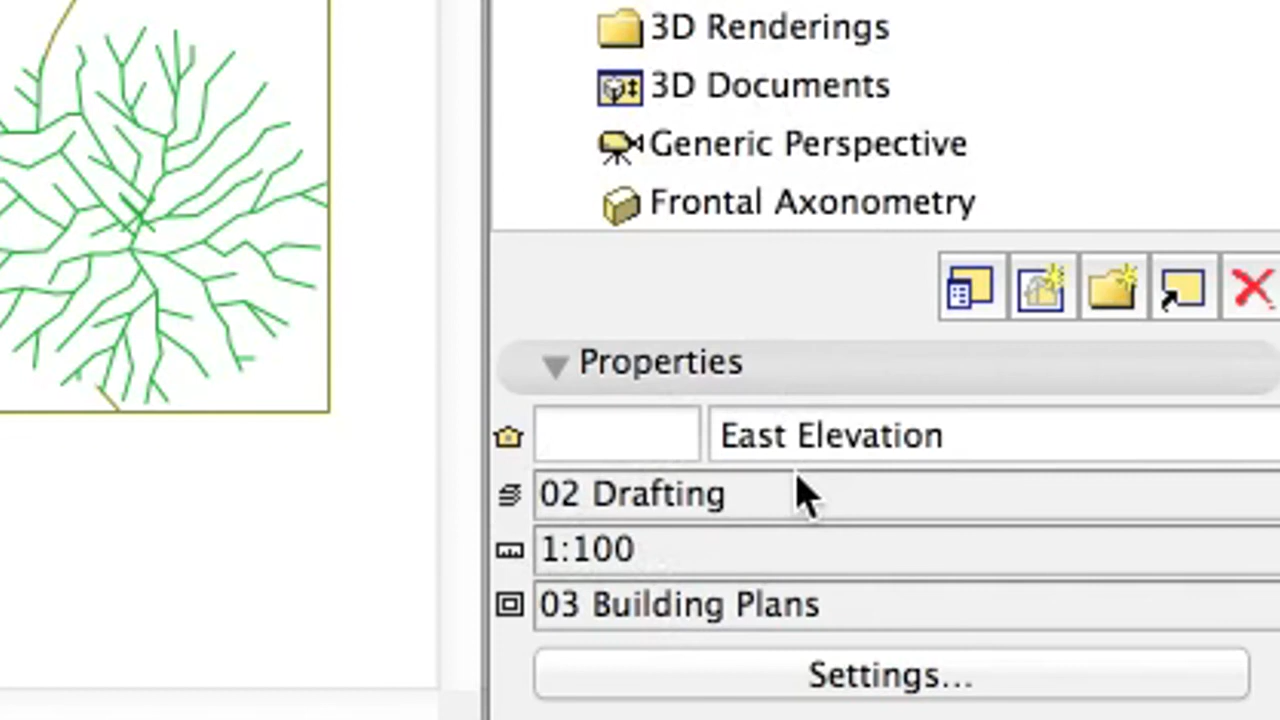 3D Renderings
3D Documents
Generic Perspective
Frontal Axonometry
Properties
East Elevation
02 Drafting
1:100
03 Building Plans
Settings...